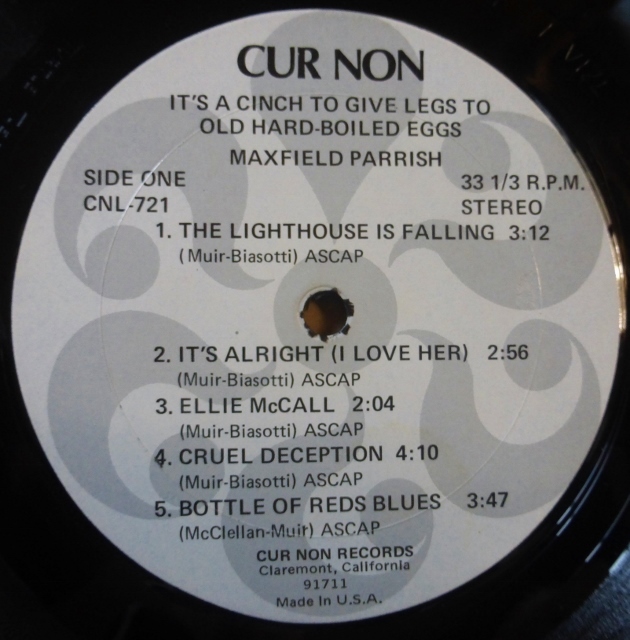 CUR NON
IT'S A CINCH TO GIVE LEGS TO
OLD HARD-BOILED EGGS
MAXFIELD PARRISH
SIDE ONE
CNL-721
33 1/3 R.P.M.
STEREO
1. THE LIGHTHOUSE IS FALLING 3:12
(Muir-Biasotti) ASCAP
2. IT'S ALRIGHT (I LOVE HER) 2:56
(Muir-Biasotti) ASCAP
3. ELLIE McCALL 2:04
(Muir-Biasotti) ASCAP
4. CRUEL DECEPTION 4:10
(Muir-Biasotti) ASCAP
5. BOTTLE OF REDS BLUES 3:47
(McClellan-Muir) ASCAP
CUR NON RECORDS
Claremont, California
91711
Made In U.S.A.